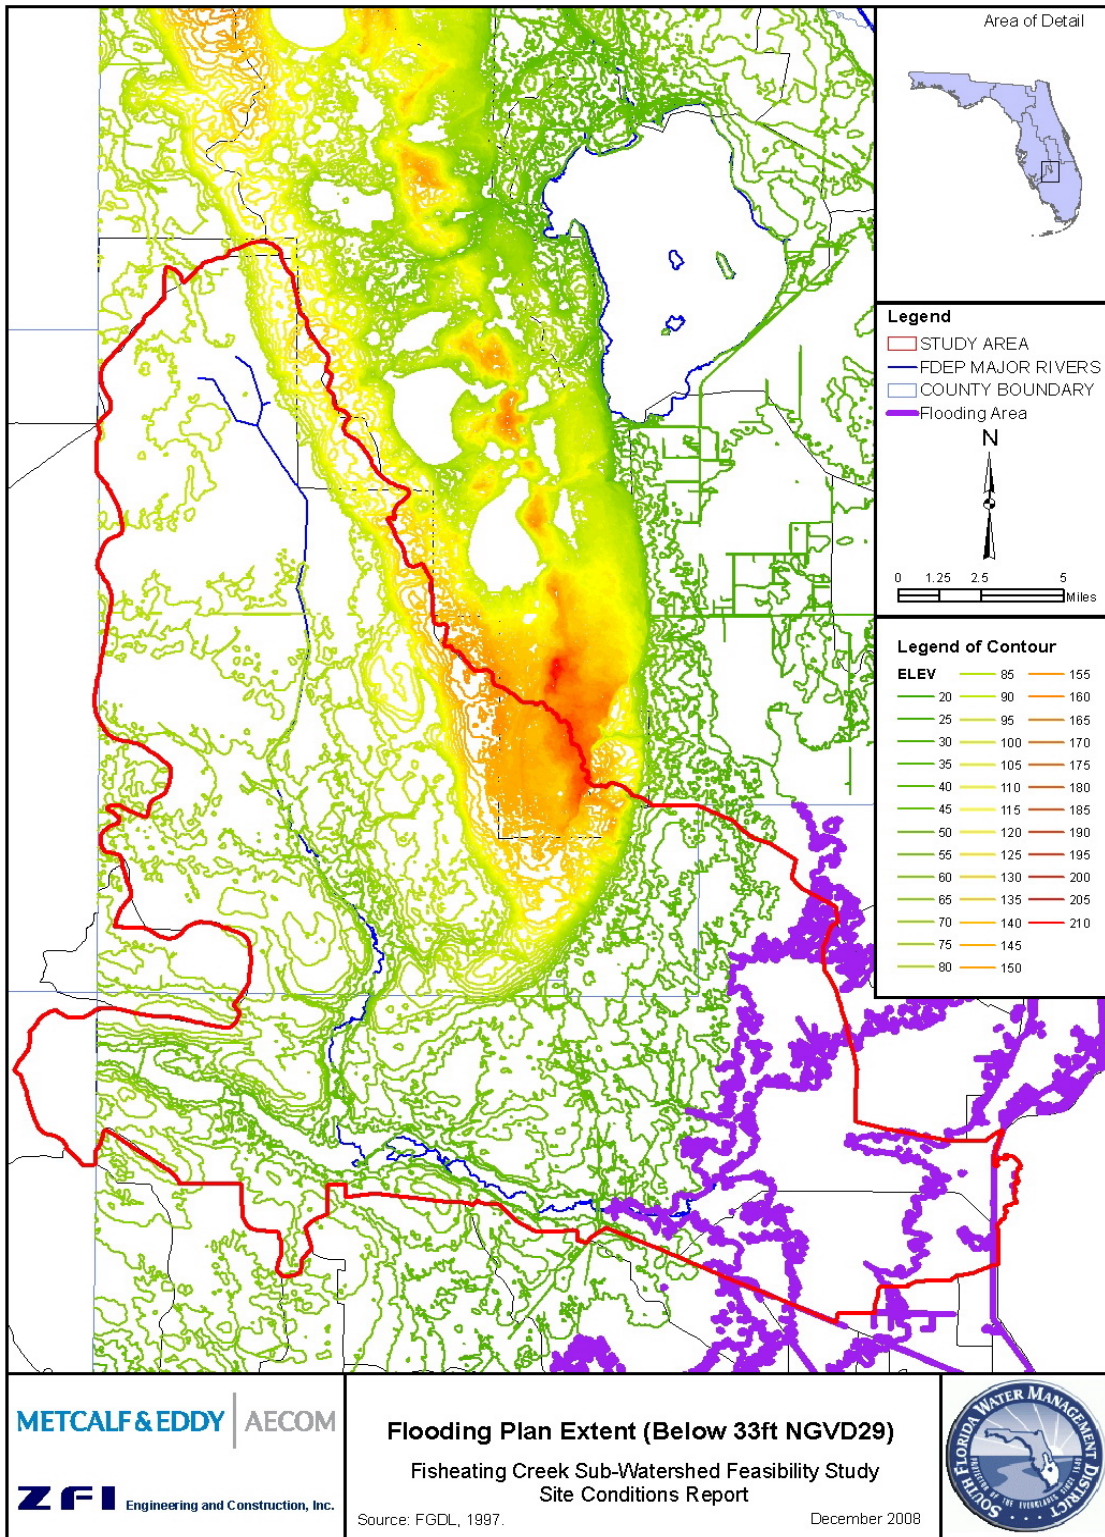 Area of Detail
Legend
STUDY AREA
FDEP MAJOR RIVERS
COUNTY BOUNDARY
Flooding Area
N
0 1.25 2.5 5
Miles
Legend of Contour
ELEV 85 155
20 90 160
25 95 165
30 100 170
35 105 175
40 110 180
45 115 185
50 120 190
55 125 195
60 130 200
65 135 205
70 140 210
75 145
80 150
METCALF & EDDY | AECOM
ZFI Engineering and Construction, Inc.
Flooding Plan Extent (Below 33ft NGVD29)
Fisheating Creek Sub-Watershed Feasibility Study
Site Conditions Report
Source: FGDL, 1997.
December 2008
SOUTH FLORIDA WATER MANAGEMENT DISTRICT